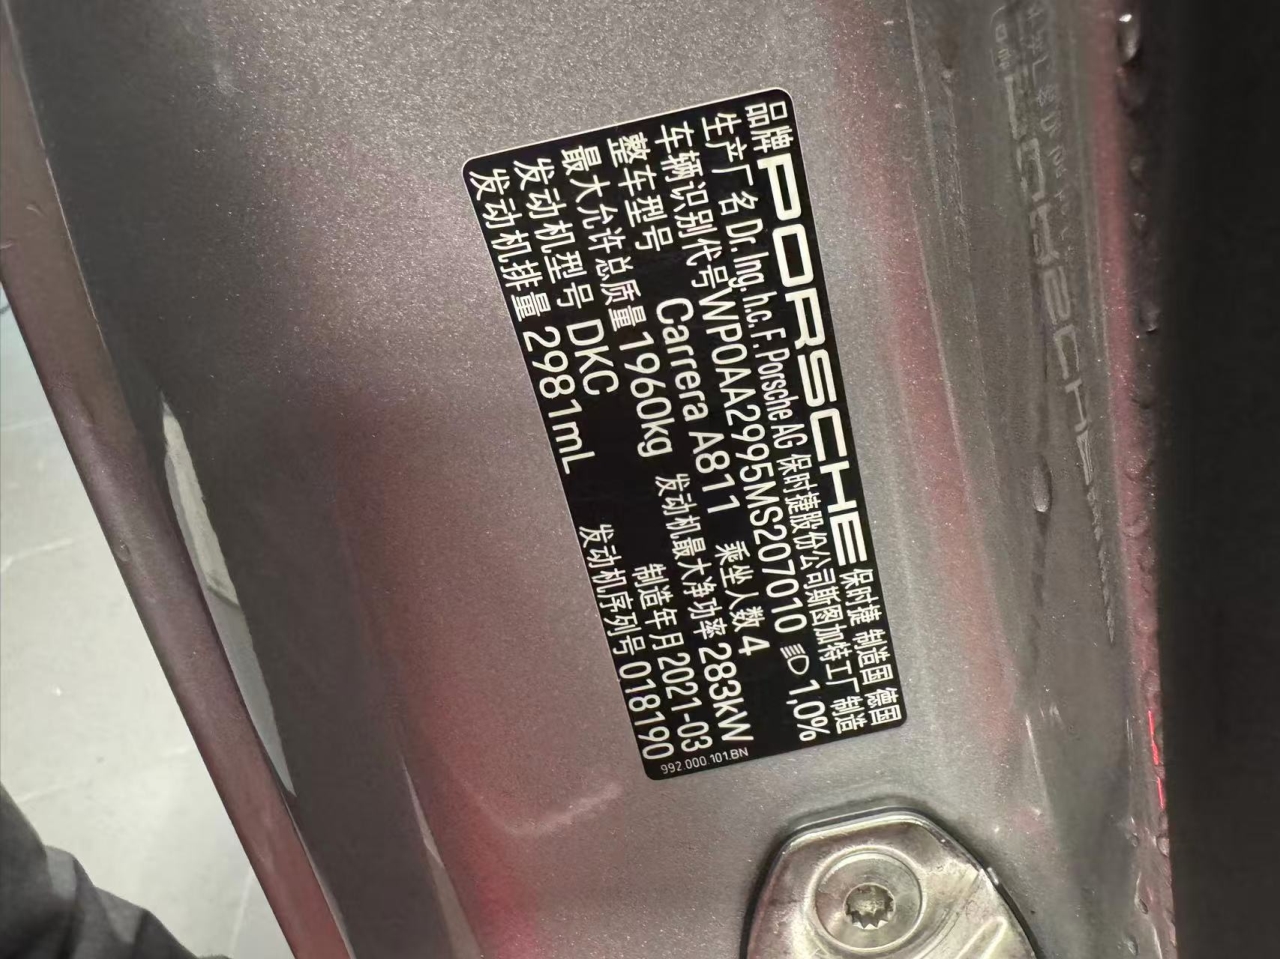 品牌 PORSCHE 保时捷 制造国 德国
生产厂名 Dr. Ing. h.c. F. Porsche AG 保时捷股份公司斯图加特工厂制造
车辆识别代号 WP0AA2995MS207010 1,0%
整车型号 Carrera A811 乘坐人数 4
最大允许总质量 1960kg 发动机最大净功率 283kW
发动机型号 DKC 制造年月 2021-03
发动机排量 2981mL 发动机序列号 018190
992.000.101.BN